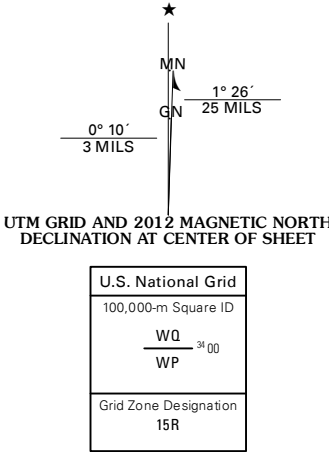 ★
MN
1° 26´
25 MILS
GN
0° 10´
3 MILS
UTM GRID AND 2012 MAGNETIC NORTH
DECLINATION AT CENTER OF SHEET
U.S. National Grid
100,000-m Square ID
WQ
34 00
WP
Grid Zone Designation
15R